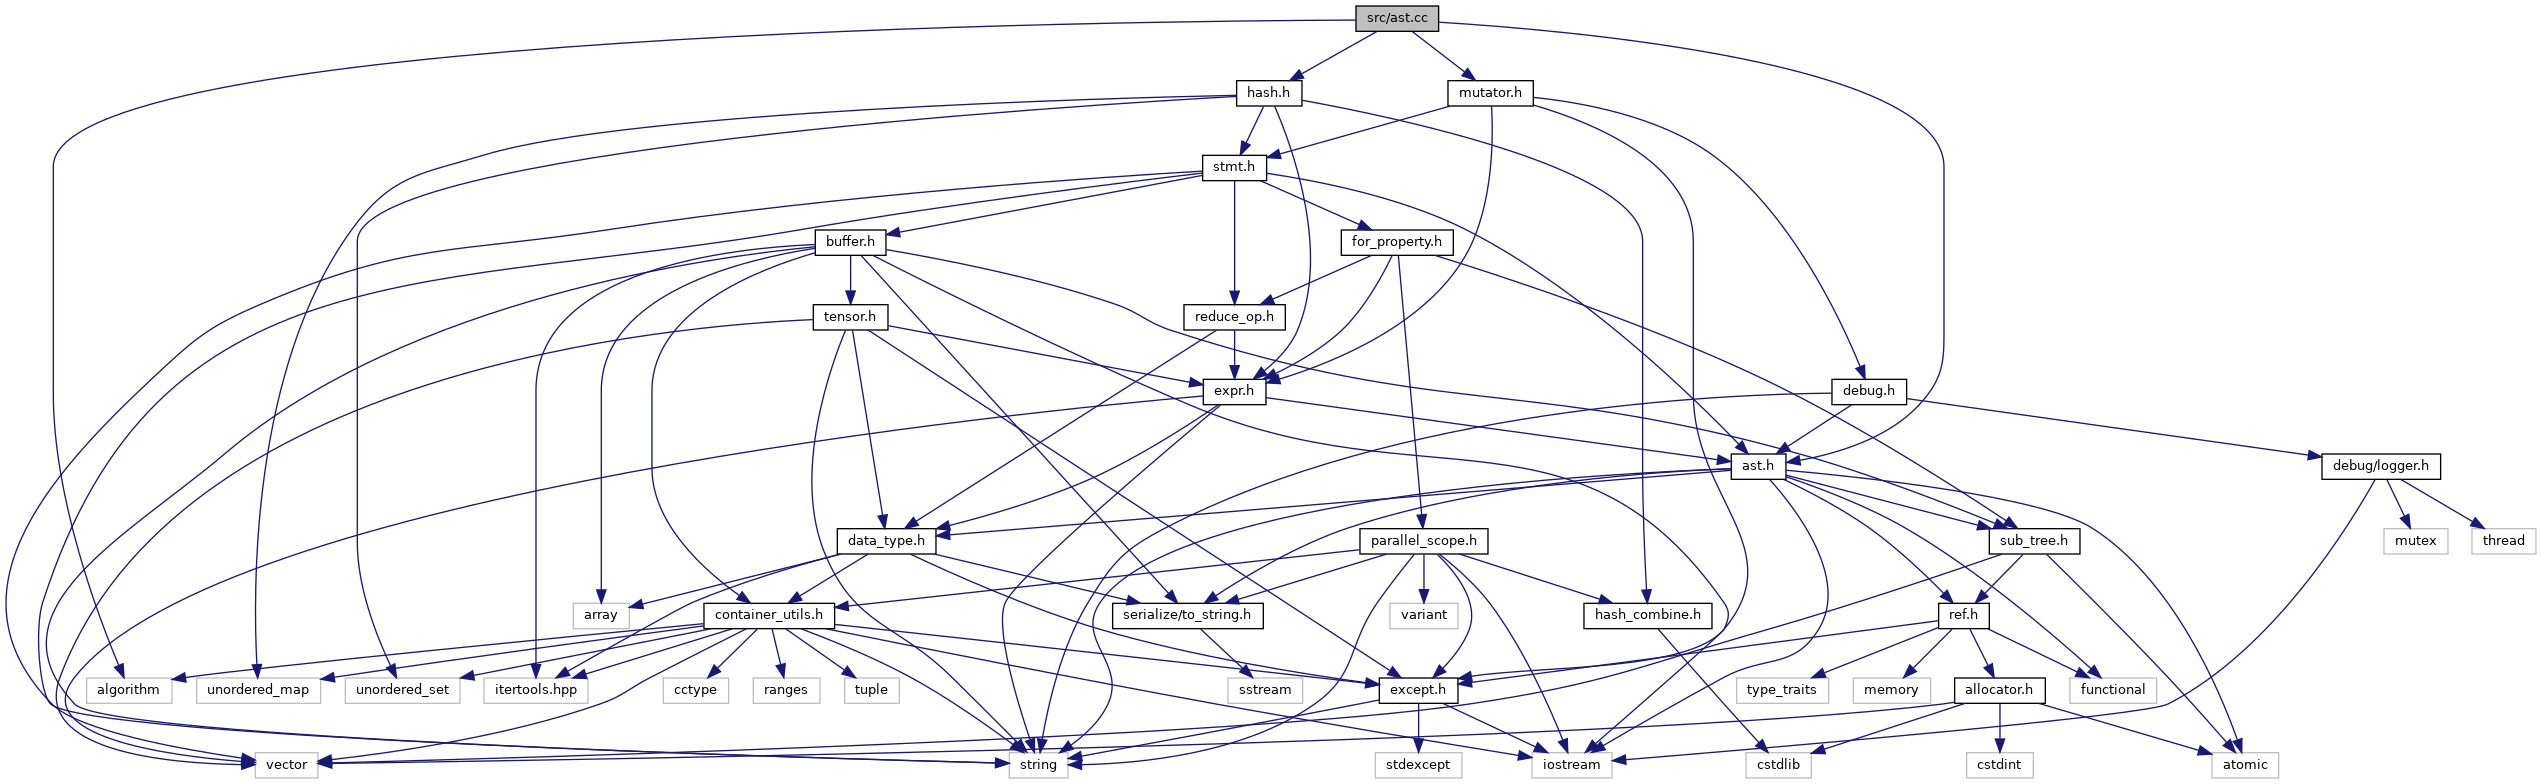 src/ast.cc
hash.h
mutator.h
stmt.h
buffer.h
for_property.h
tensor.h
reduce_op.h
expr.h
debug.h
ast.h
debug/logger.h
data_type.h
parallel_scope.h
sub_tree.h
mutex
thread
array
container_utils.h
serialize/to_string.h
variant
hash_combine.h
ref.h
algorithm
unordered_map
unordered_set
itertools.hpp
cctype
ranges
tuple
sstream
except.h
type_traits
memory
allocator.h
functional
vector
string
stdexcept
iostream
cstdlib
cstdint
atomic